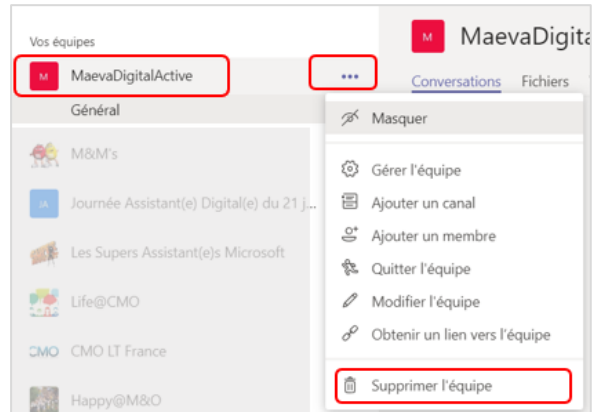 Vos équipes
M MaevaDigitalActive ...
Général
M&M's
JA Journée Assistant(e) Digital(e) du 21 j...
Les Supers Assistant(e)s Microsoft
Life@CMO
CMO CMO LT France
Happy@M&O
M MaevaDigita
Conversations Fichiers
Masquer
Gérer l'équipe
Ajouter un canal
Ajouter un membre
Quitter l'équipe
Modifier l'équipe
Obtenir un lien vers l'équipe
Supprimer l'équipe